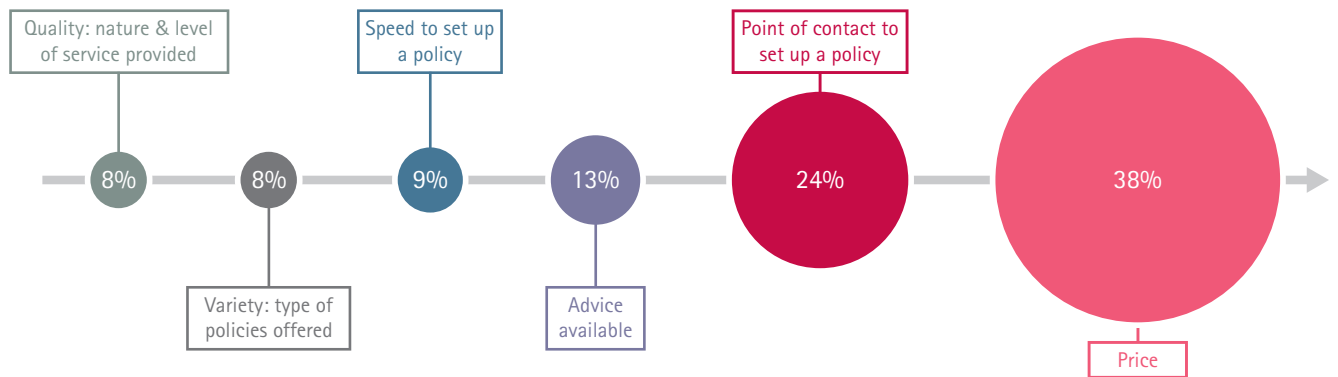 Quality: nature & level
of service provided
8%
Variety: type of
policies offered
8%
Speed to set up
a policy
9%
Advice
available
13%
Point of contact to
set up a policy
24%
Price
38%